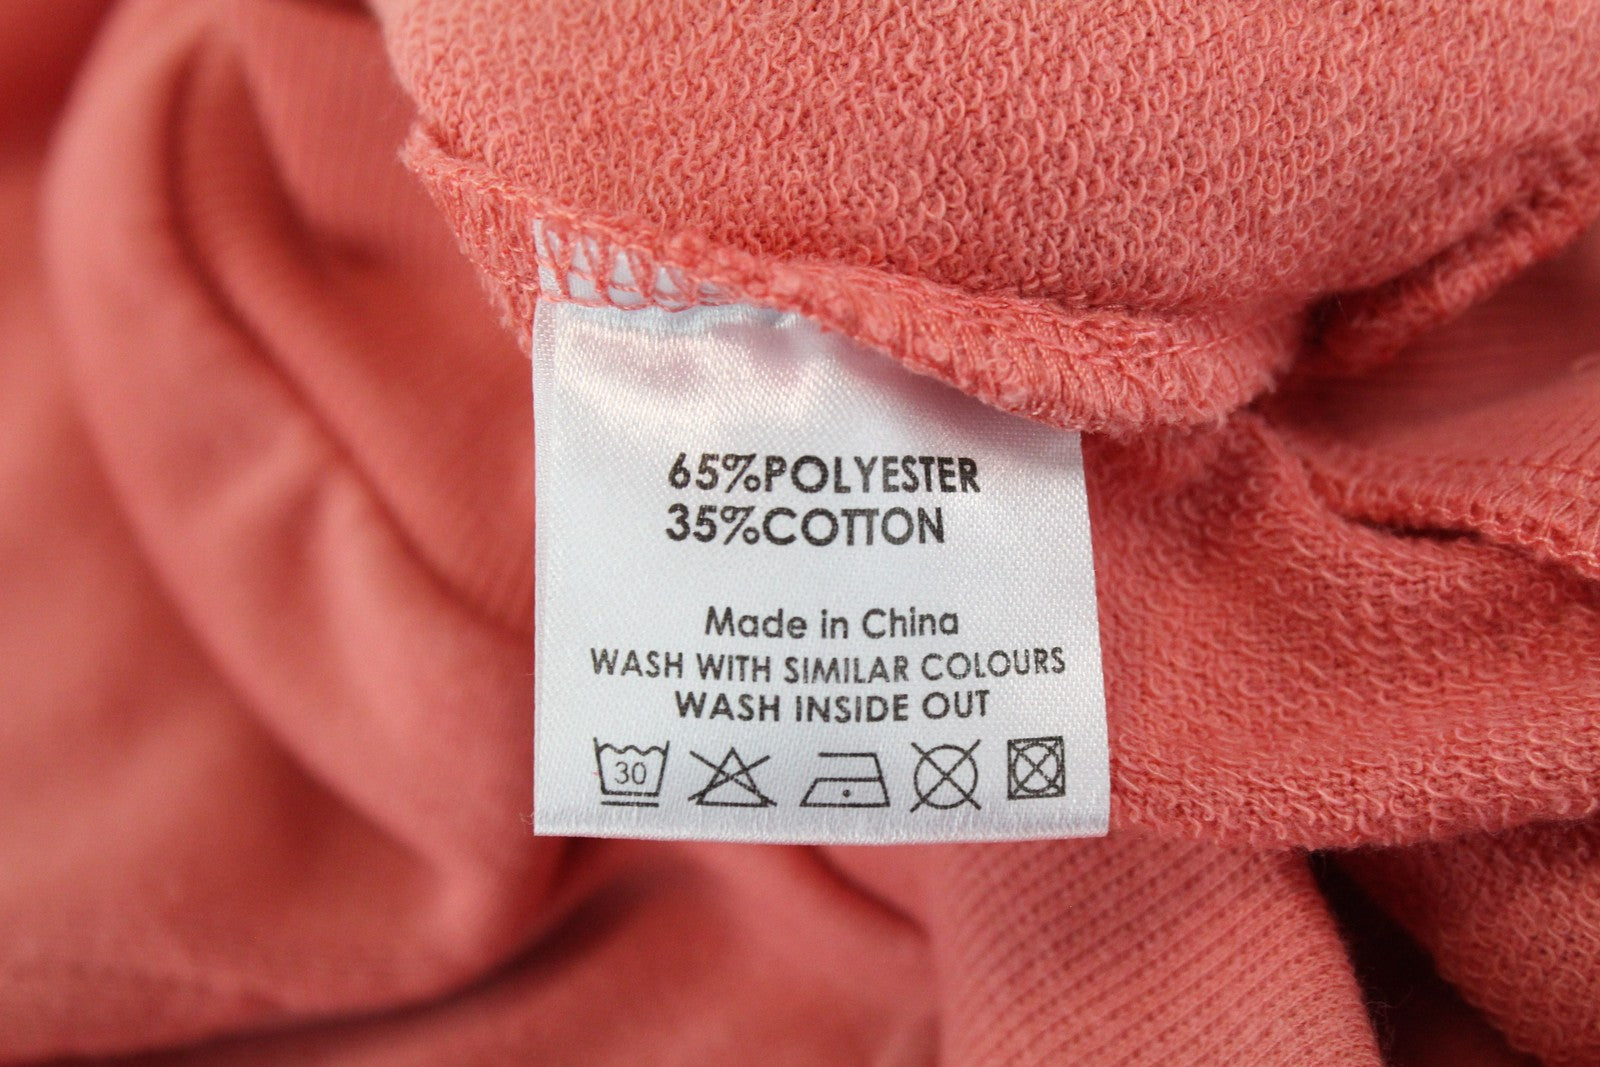 65%POLYESTER
35%COTTON
Made in China
WASH WITH SIMILAR COLOURS
WASH INSIDE OUT
30